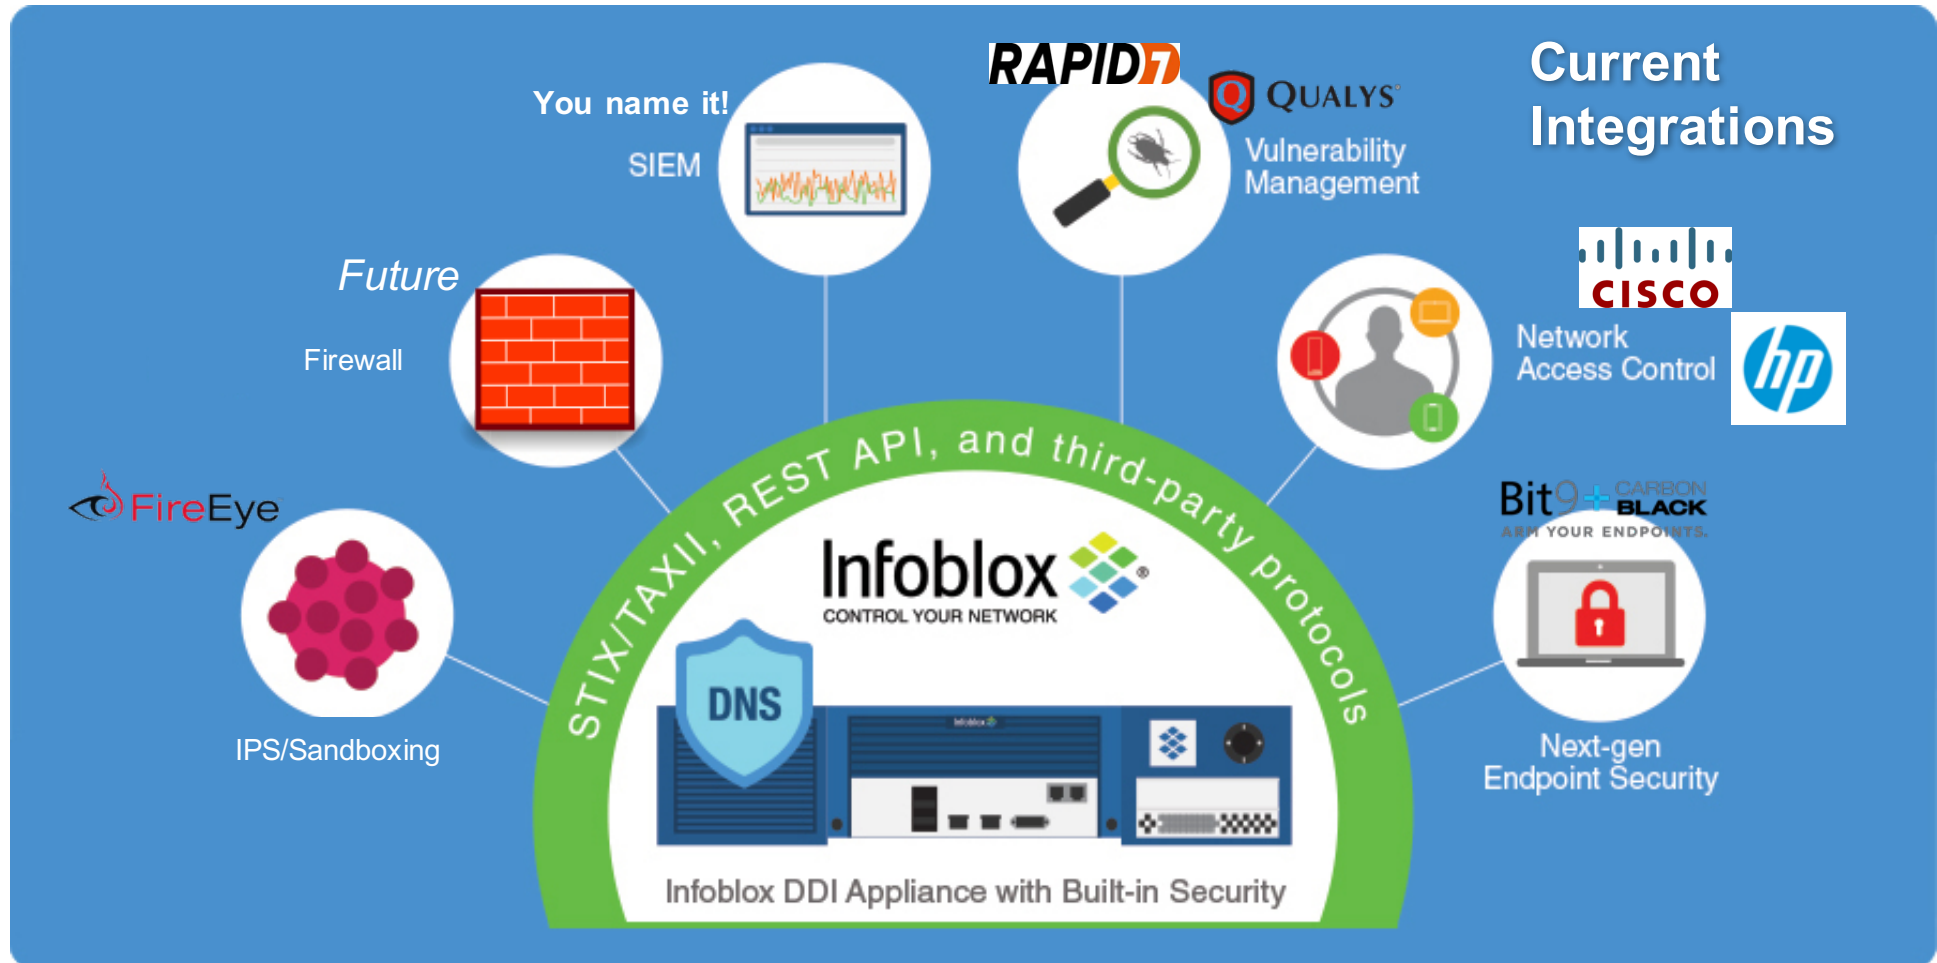 Current
Integrations
RAPID7
QUALYS
Vulnerability
Management
You name it!
SIEM
Future
Firewall
CISCO
Network
Access Control
hp
FireEye
IPS/Sandboxing
Bit9 + CARBON
BLACK
ARM YOUR ENDPOINTS.
Next-gen
Endpoint Security
STIX/TAXII, REST API, and third-party protocols
Infoblox ®
CONTROL YOUR NETWORK
DNS
Infoblox
Infoblox DDI Appliance with Built-in Security